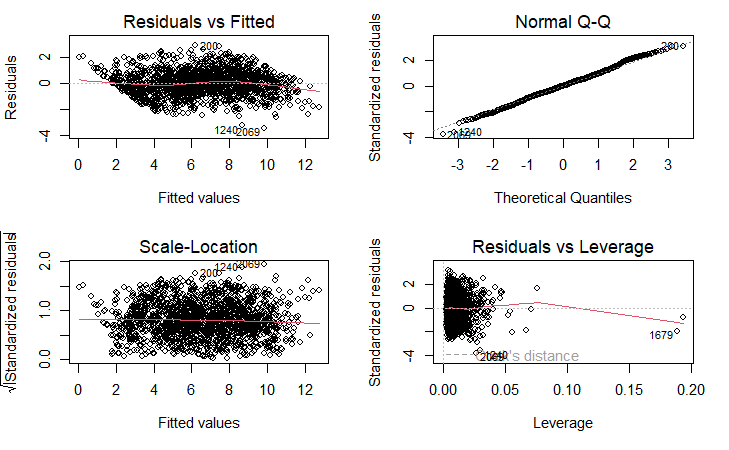 Residuals vs Fitted
Residuals
2
0
-4
200
1240
2069
0 2 4 6 8 10 12
Fitted values
Normal Q-Q
Standardized residuals
2
0
-4
200
1240
2069
-3 -2 -1 0 1 2 3
Theoretical Quantiles
Scale-Location
√|Standardized residuals|
2.0
1.0
0.0
2069
1240
200
0 2 4 6 8 10 12
Fitted values
Residuals vs Leverage
Standardized residuals
2
0
-4
1679
1240
2069
's distance
0.00 0.05 0.10 0.15 0.20
Leverage